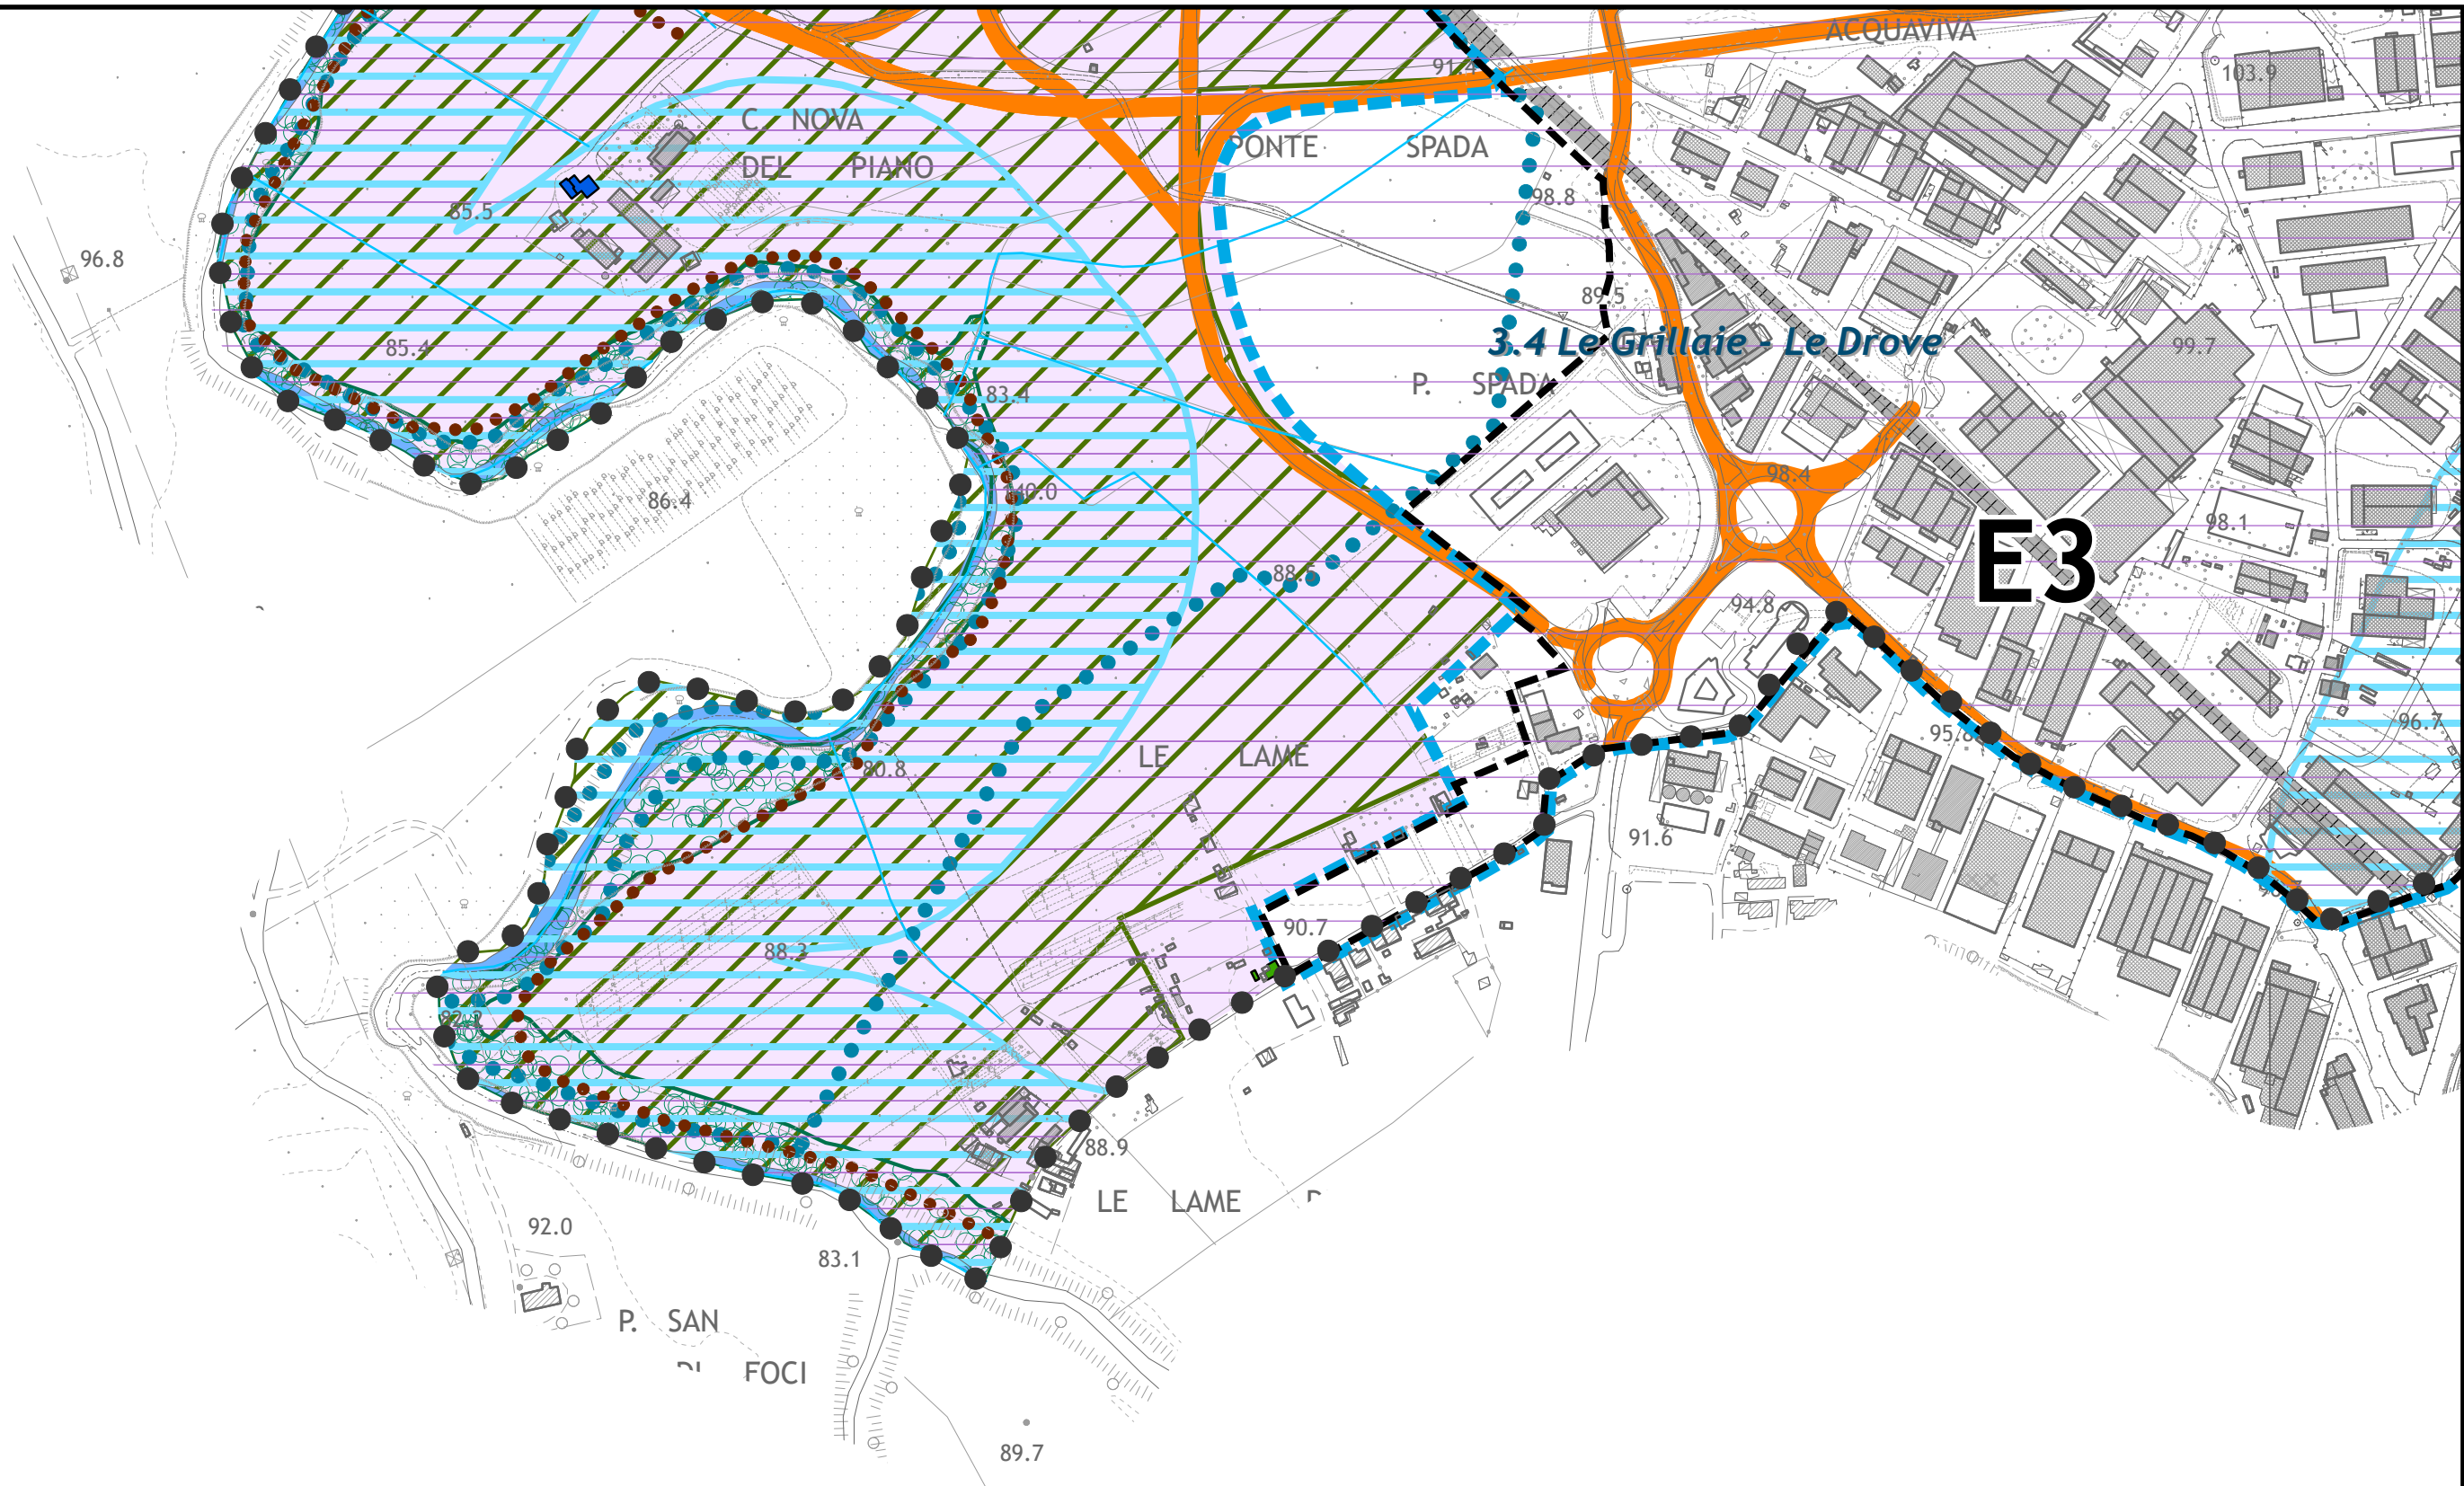 ACQUAVIVA
91.4
103.9
C. NOVA
DEL PIANO
PONTE SPADA
85.5
98.8
96.8
89.5
3.4 Le Grillaie - Le Drove
85.4
99.7
P. SPADA
83.4
98.4
86.4
98.1
E3
88.5
94.8
96.7
95.8
LE LAME
80.8
91.6
90.7
88.3
82.2
88.9
LE LAME
92.0
83.1
P. SAN
FOCI
89.7